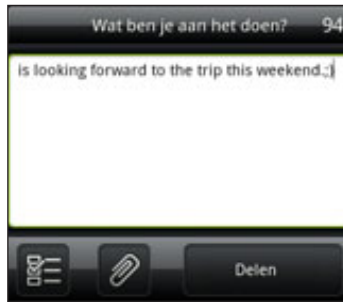 Wat ben je aan het doen? 94
is looking forward to the trip this weekend.;)
Delen